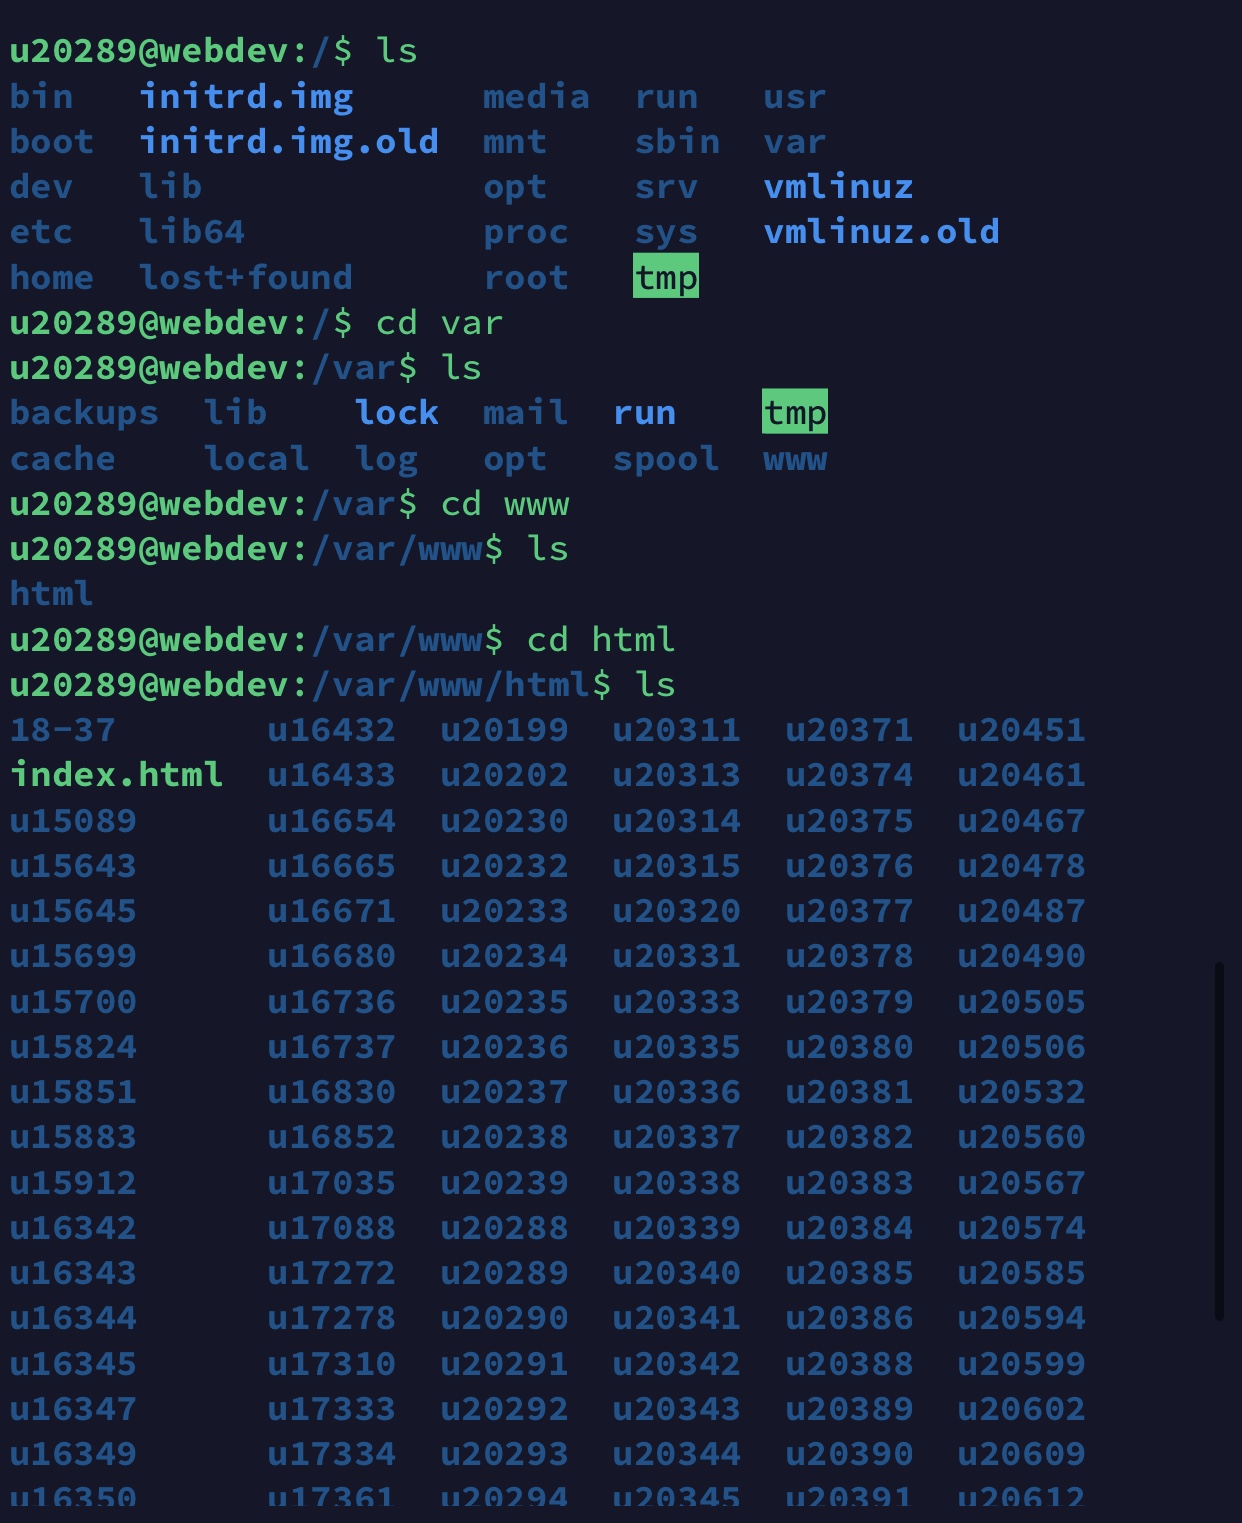 u20289@webdev:/$ ls
bin   initrd.img      media  run   usr
boot  initrd.img.old  mnt    sbin  var
dev   lib             opt    srv   vmlinuz
etc   lib64           proc   sys   vmlinuz.old
home  lost+found      root   tmp
u20289@webdev:/$ cd var
u20289@webdev:/var$ ls
backups  lib    lock  mail  run    tmp
cache    local  log   opt   spool  www
u20289@webdev:/var$ cd www
u20289@webdev:/var/www$ ls
html
u20289@webdev:/var/www$ cd html
u20289@webdev:/var/www/html$ ls
18-37       u16432  u20199  u20311  u20371  u20451
index.html  u16433  u20202  u20313  u20374  u20461
u15089      u16654  u20230  u20314  u20375  u20467
u15643      u16665  u20232  u20315  u20376  u20478
u15645      u16671  u20233  u20320  u20377  u20487
u15699      u16680  u20234  u20331  u20378  u20490
u15700      u16736  u20235  u20333  u20379  u20505
u15824      u16737  u20236  u20335  u20380  u20506
u15851      u16830  u20237  u20336  u20381  u20532
u15883      u16852  u20238  u20337  u20382  u20560
u15912      u17035  u20239  u20338  u20383  u20567
u16342      u17088  u20288  u20339  u20384  u20574
u16343      u17272  u20289  u20340  u20385  u20585
u16344      u17278  u20290  u20341  u20386  u20594
u16345      u17310  u20291  u20342  u20388  u20599
u16347      u17333  u20292  u20343  u20389  u20602
u16349      u17334  u20293  u20344  u20390  u20609
u16350      u17361  u20294  u20345  u20391  u20612